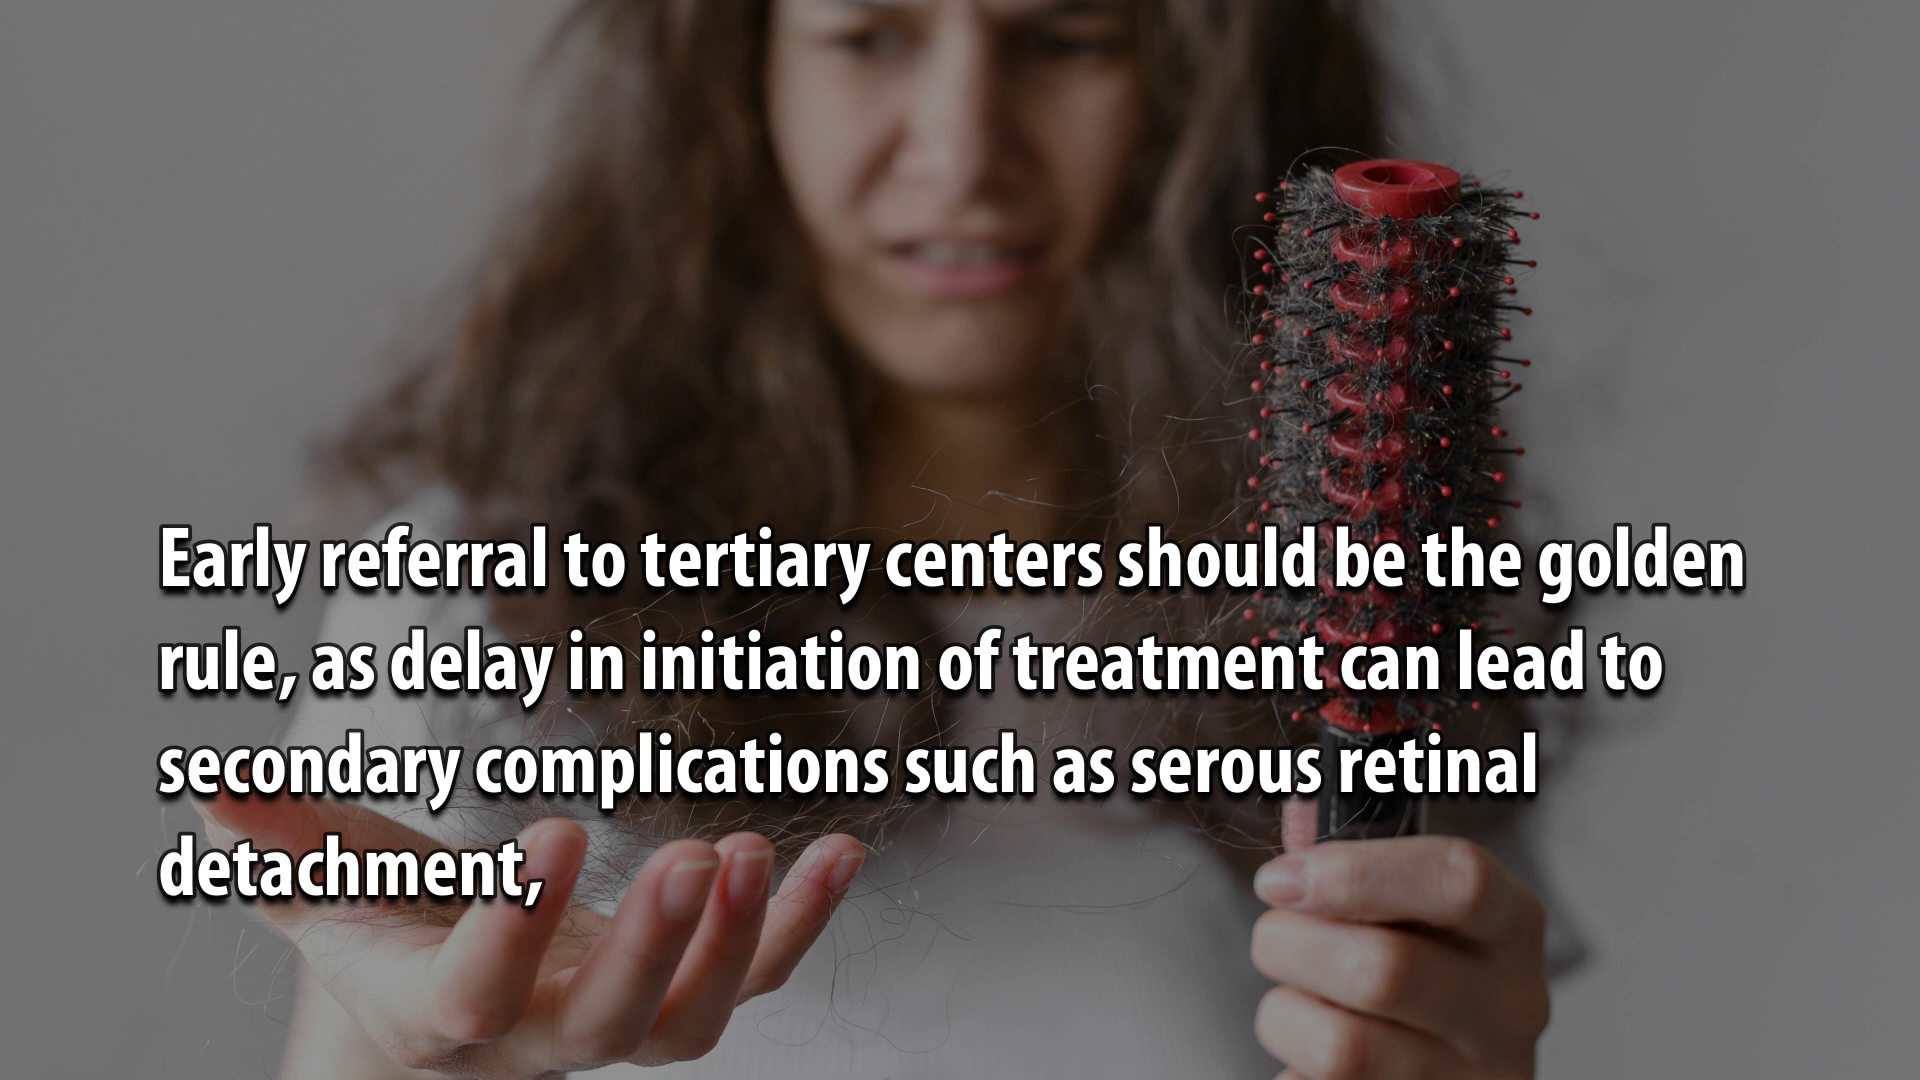 Early referral to tertiary centers should be the golden
rule, as delay in initiation of treatment can lead to
secondary complications such as serous retinal
detachment,